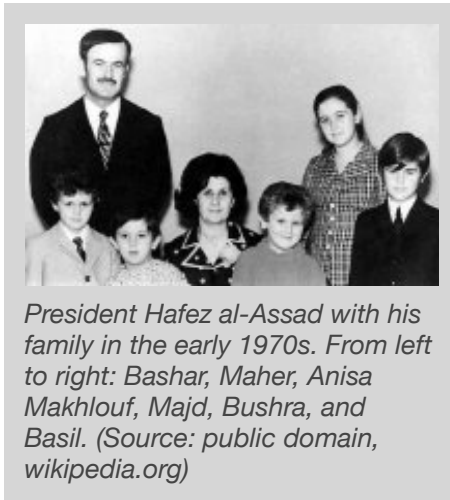 President Hafez al-Assad with his
family in the early 1970s. From left
to right: Bashar, Maher, Anisa
Makhlouf, Majd, Bushra, and
Basil. (Source: public domain,
wikipedia.org)